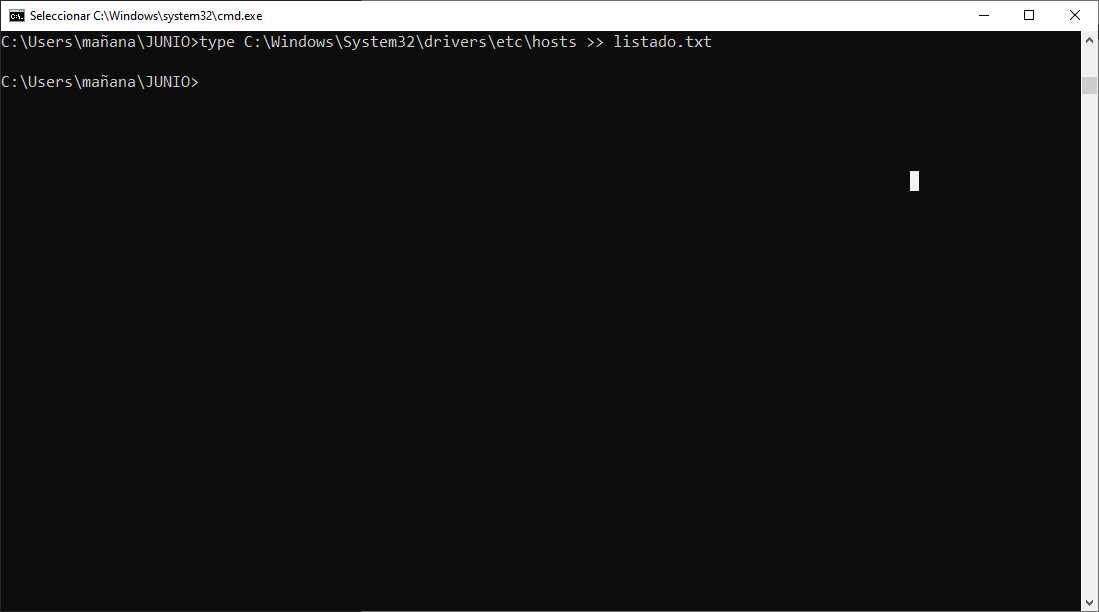 Seleccionar C:\Windows\system32\cmd.exe
C:\Users\mañana\JUNIO>type C:\Windows\System32\drivers\etc\hosts >> listado.txt
C:\Users\mañana\JUNIO>